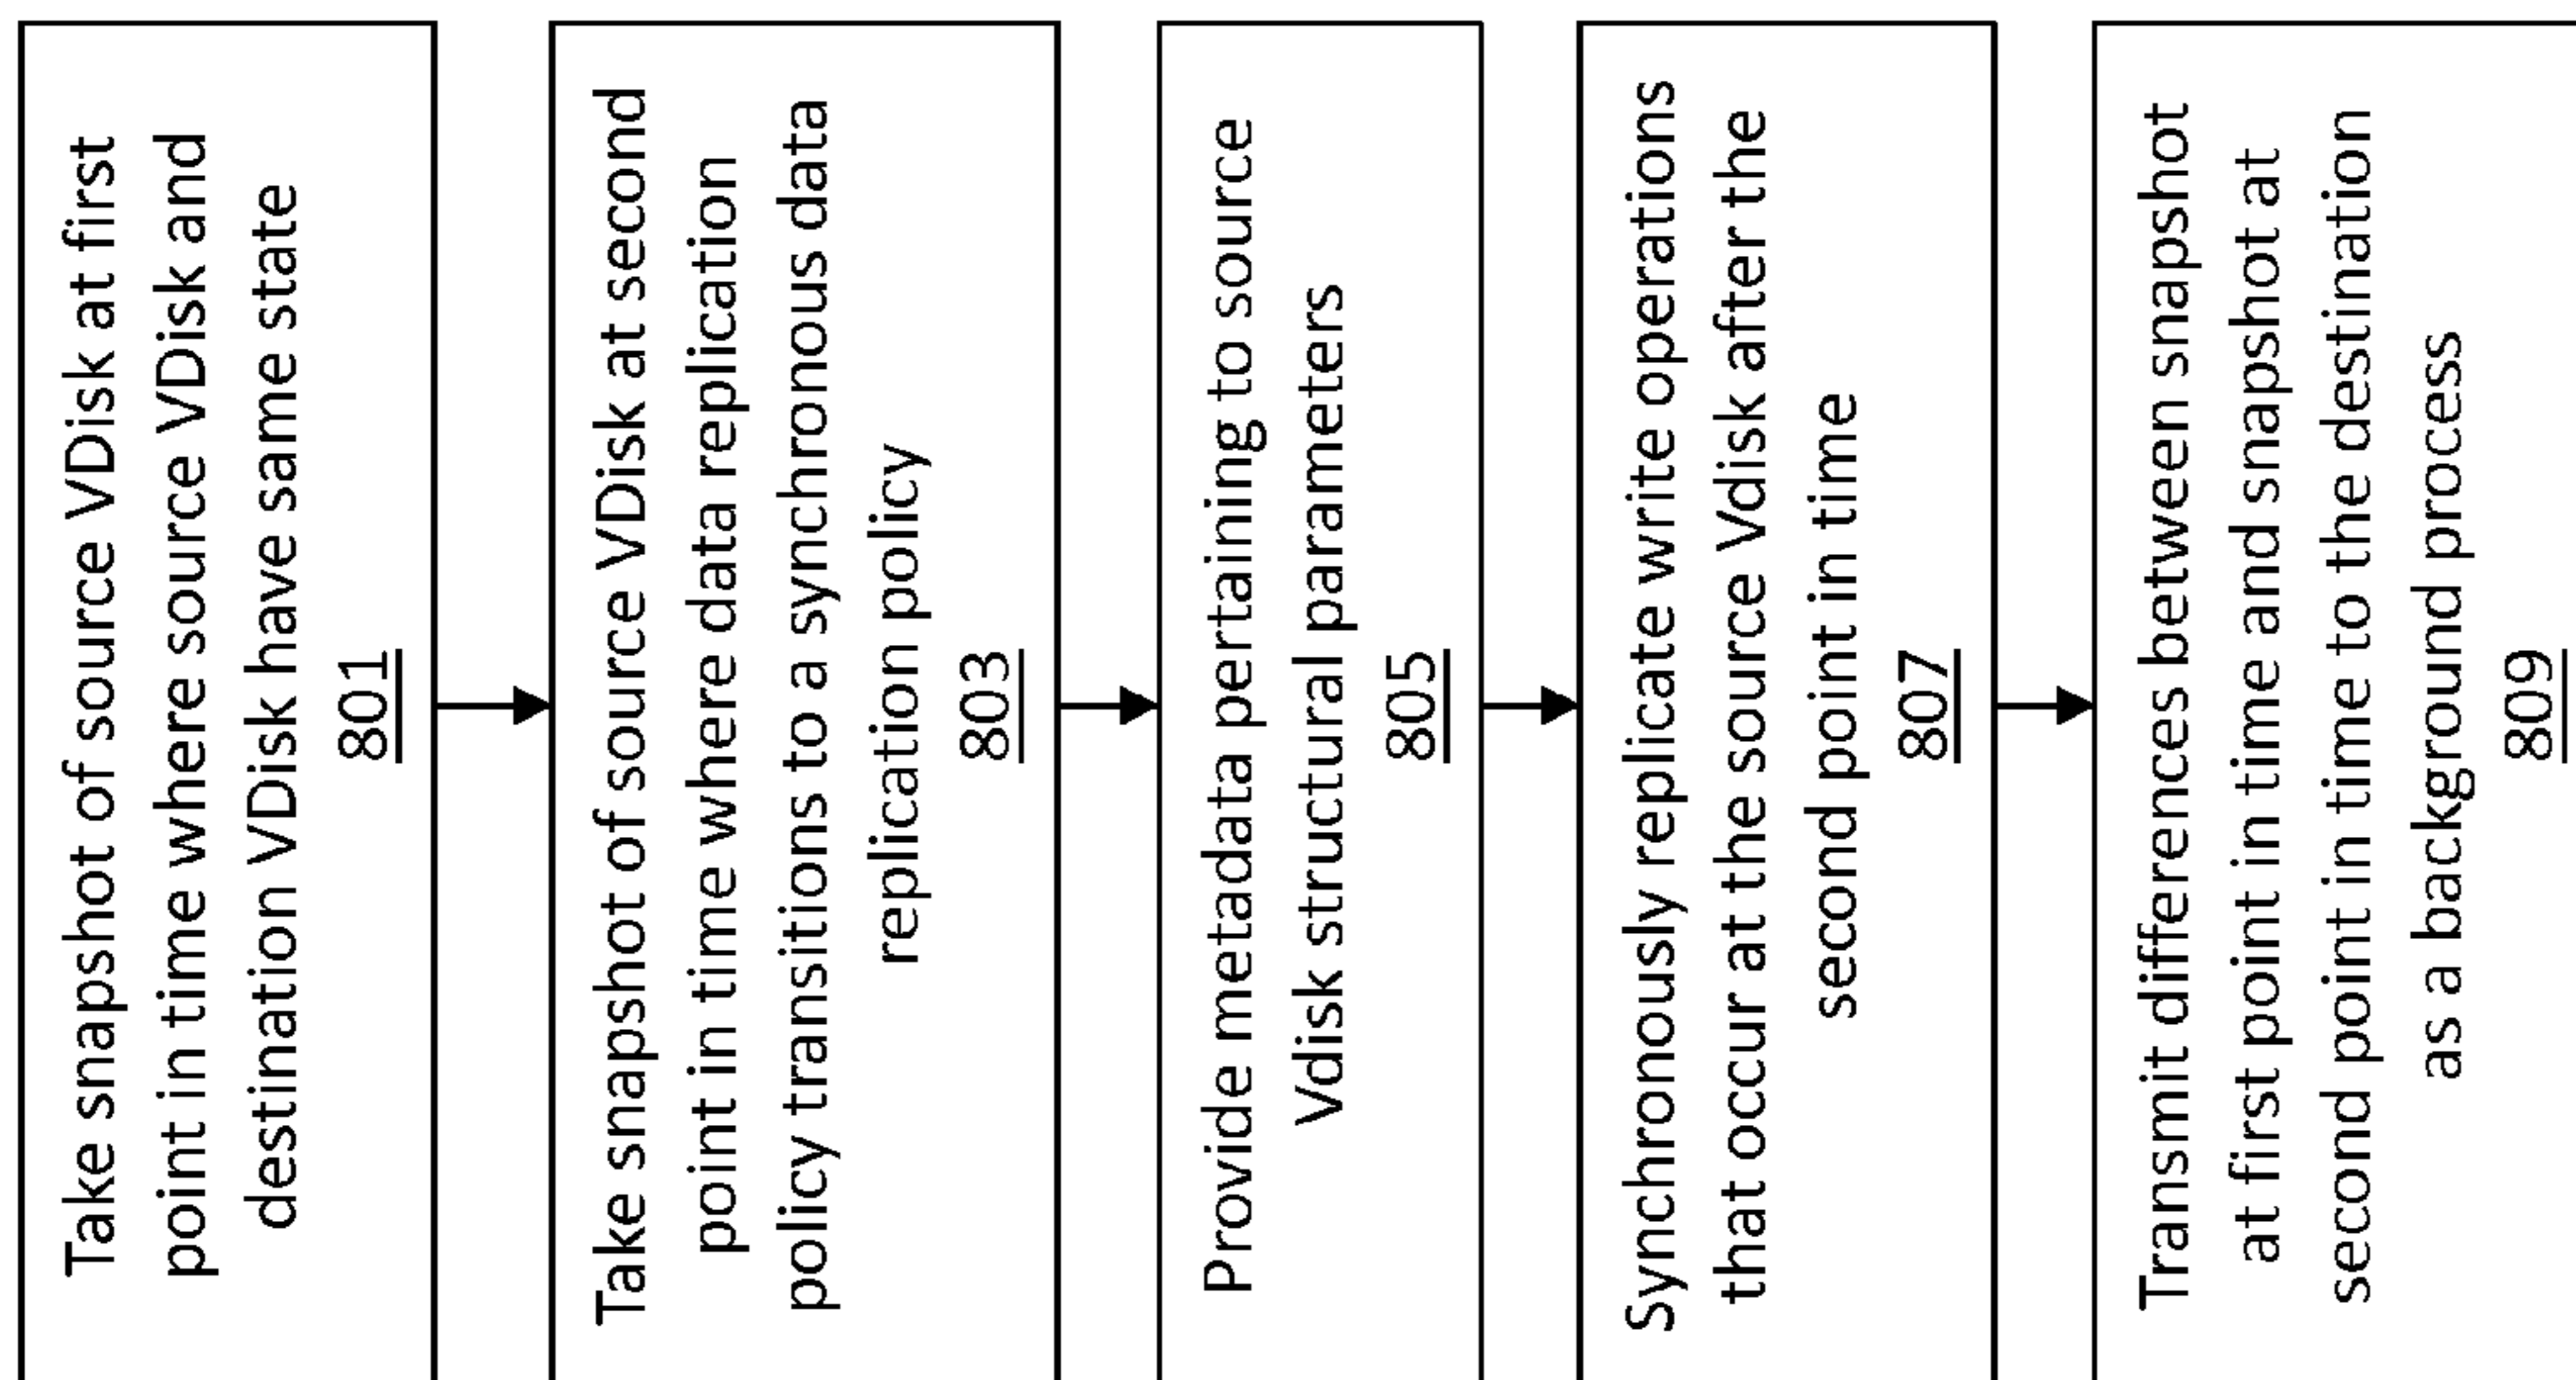 Take snapshot of source VDisk at first
point in time where source VDisk and
destination VDisk have same state
801
Take snapshot of source VDisk at second
point in time where data replication
policy transitions to a synchronous data
replication policy
803
Provide metadata pertaining to source
Vdisk structural parameters
805
Synchronously replicate write operations
that occur at the source Vdisk after the
second point in time
807
Transmit differences between snapshot
at first point in time and snapshot at
second point in time to the destination
as a background process
809